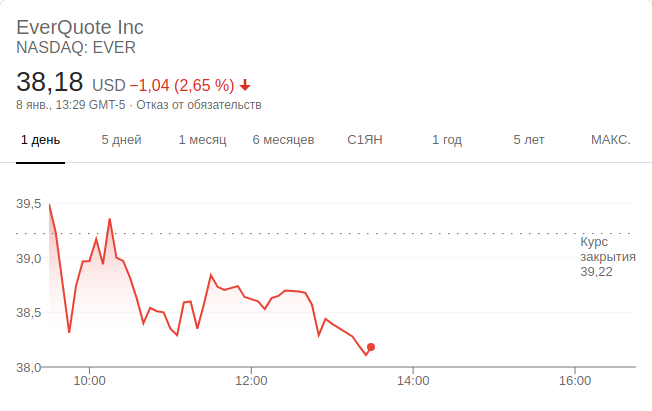 EverQuote Inc
NASDAQ: EVER
38,18 USD −1,04 (2,65 %)
8 янв., 13:29 GMT-5 · Отказ от обязательств
1 день 5 дней 1 месяц 6 месяцев С1ЯН 1 год 5 лет МАКС.
39,5
Курс
закрытия
39,0
39,22
38,5
38,0
10:00 12:00 14:00 16:00